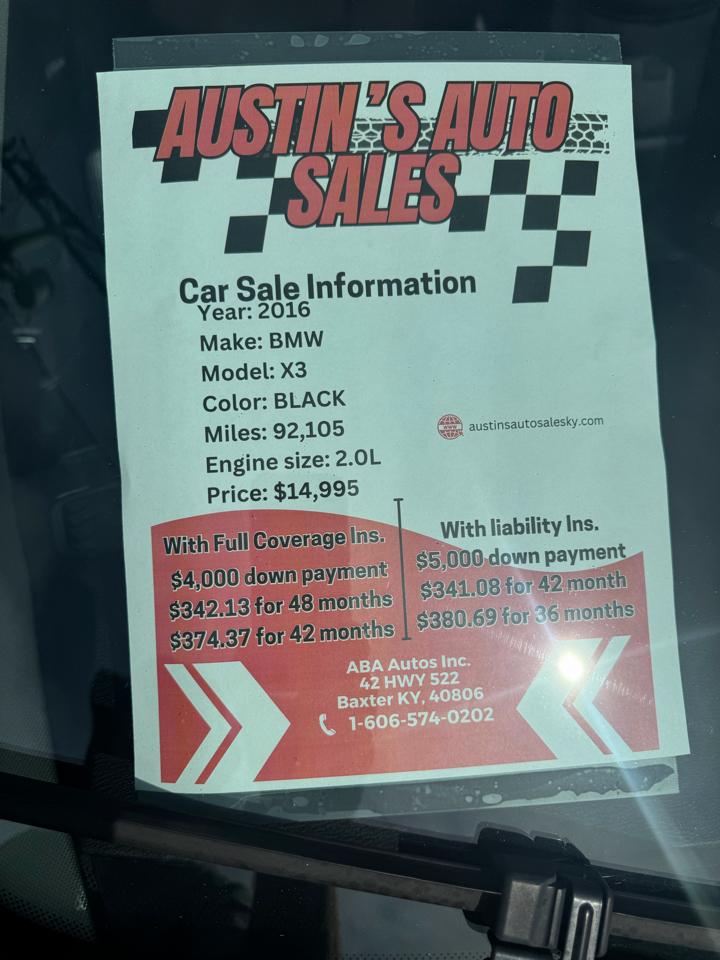 AUSTIN'S AUTO
SALES
Car Sale Information
Year: 2016
Make: BMW
Model: X3
Color: BLACK
Miles: 92,105
Engine size: 2.0L
Price: $14,995
WWW
austinsautosalesky.com
With Full Coverage Ins.
$4,000 down payment
$342.13 for 48 months
$374.37 for 42 months
With liability Ins.
$5,000 down payment
$341.08 for 42 month
$380.69 for 36 months
ABA Autos Inc.
42 HWY 522
Baxter KY, 40806
1-606-574-0202